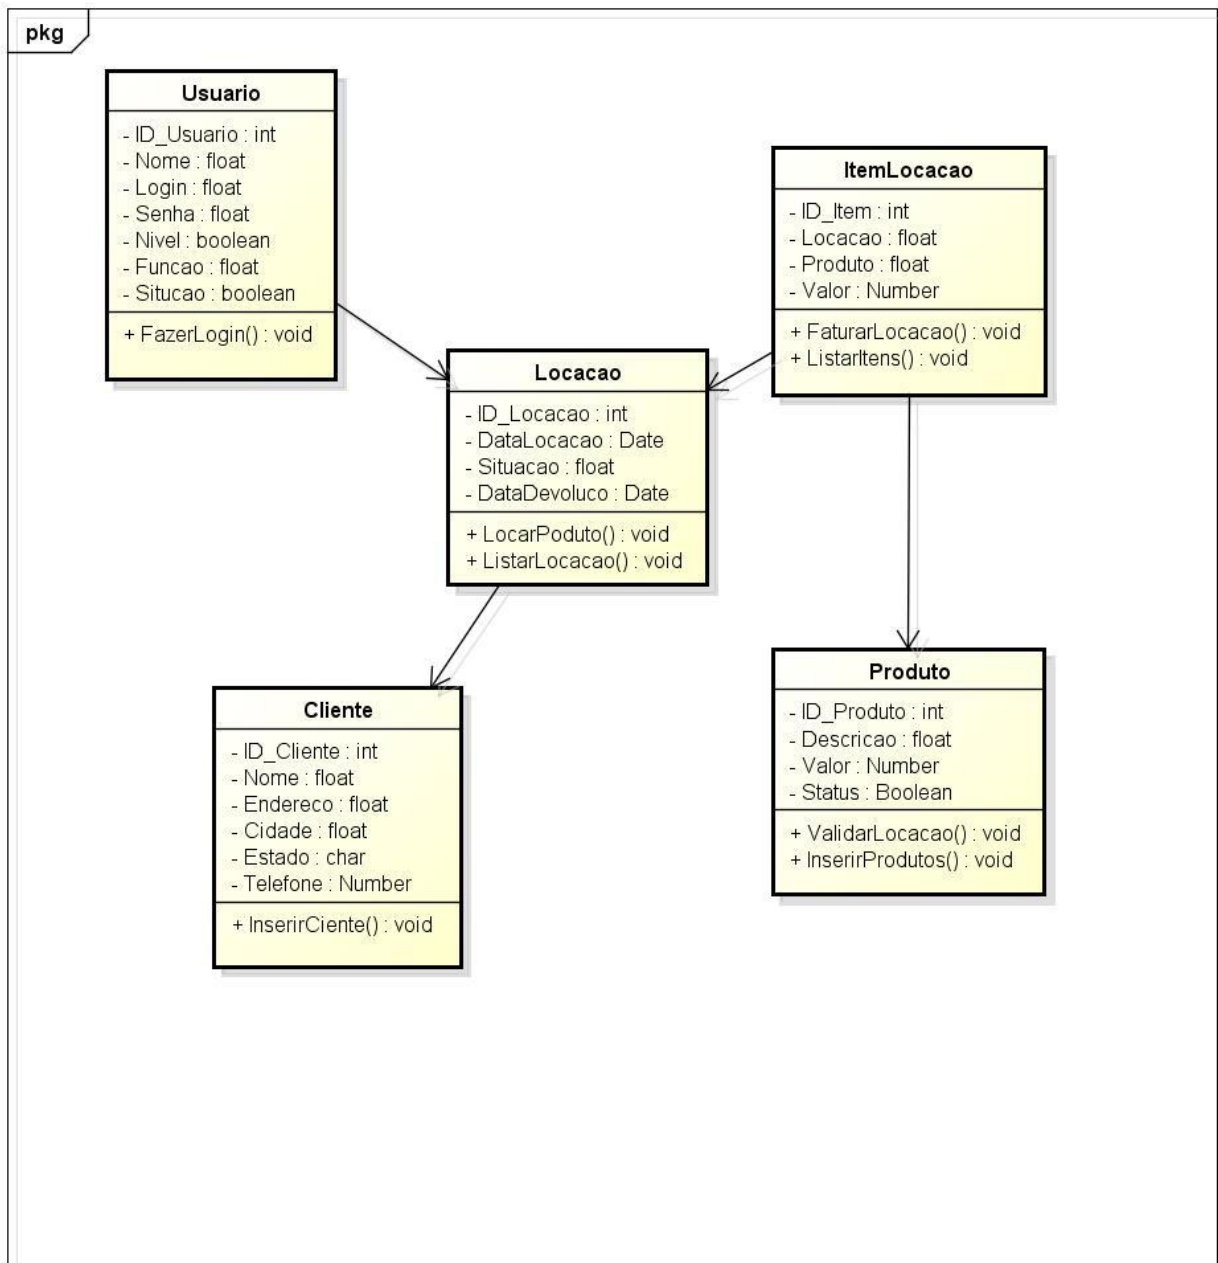 pkg
Usuario
- ID_Usuario : int
- Nome : float
- Login : float
- Senha : float
- Nivel : boolean
- Funcao : float
- Situcao : boolean
+ FazerLogin() : void
ItemLocacao
- ID_Item : int
- Locacao : float
- Produto : float
- Valor : Number
+ FaturarLocacao() : void
+ ListarItens() : void
Locacao
- ID_Locacao : int
- DataLocacao : Date
- Situacao : float
- DataDevoluco : Date
+ LocarPoduto() : void
+ ListarLocacao() : void
Cliente
- ID_Cliente : int
- Nome : float
- Endereco : float
- Cidade : float
- Estado : char
- Telefone : Number
+ InserirCiente() : void
Produto
- ID_Produto : int
- Descricao : float
- Valor : Number
- Status : Boolean
+ ValidarLocacao() : void
+ InserirProdutos() : void